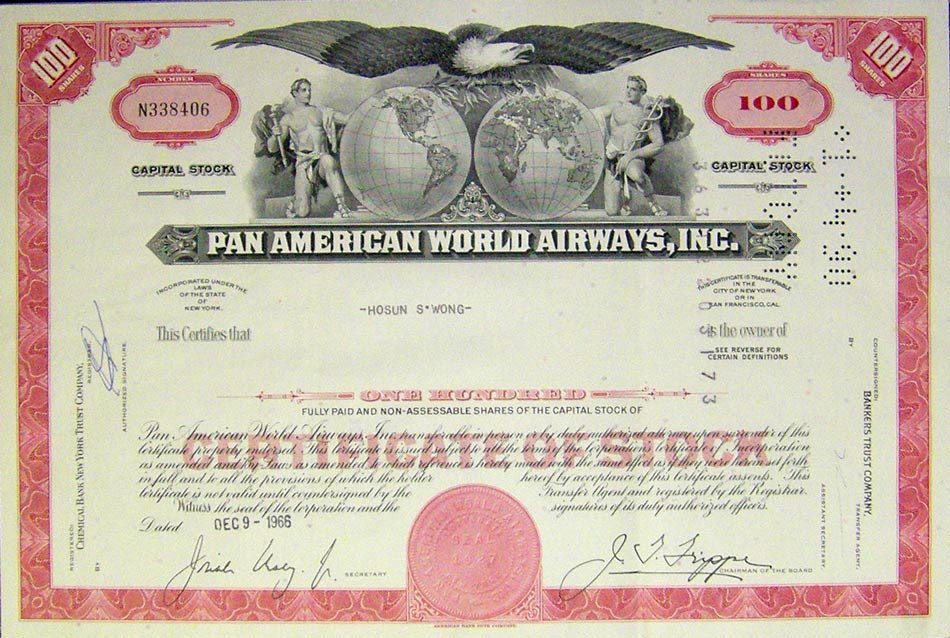 100
SHARES
100
SHARES
NUMBER
N338406
SHARES
100
CAPITAL STOCK
CAPITAL STOCK
PAN AMERICAN WORLD AIRWAYS, INC.
INCORPORATED UNDER THE
LAWS
OF THE STATE
OF
NEW YORK.
THIS CERTIFICATE IS TRANSFERABLE
IN THE
CITY OF NEW YORK
OR IN
SAN FRANCISCO, CAL.
-HOSUN S*WONG-
This Certifies that
is the owner of
SEE REVERSE FOR
CERTAIN DEFINITIONS
ONE HUNDRED
FULLY PAID AND NON-ASSESSABLE SHARES OF THE CAPITAL STOCK OF
Pan American World Airways, Inc. transferable in person or by duly authorized attorney upon surrender of this
certificate properly endorsed. This certificate is issued subject to all the terms of the Corporation's Certificate of Incorporation
as amended and By-Laws as amended to which reference is hereby made with the same effect as if they were herein set forth
in full and to all the provisions of which the holder hereof by acceptance of this certificate assents. This
certificate is not valid until countersigned by the Transfer Agent and registered by the Registrar.
Witness the seal of the Corporation and the signatures of its duly authorized officers.
Dated DEC 9 - 1966
SECRETARY
CHAIRMAN OF THE BOARD
SEAL
AMERICAN BANK NOTE COMPANY.
REGISTERED:
CHEMICAL BANK NEW YORK TRUST COMPANY,
REGISTRAR
BY
AUTHORIZED SIGNATURE.
COUNTERSIGNED:
BANKERS TRUST COMPANY,
TRANSFER AGENT,
BY
ASSISTANT SECRETARY.